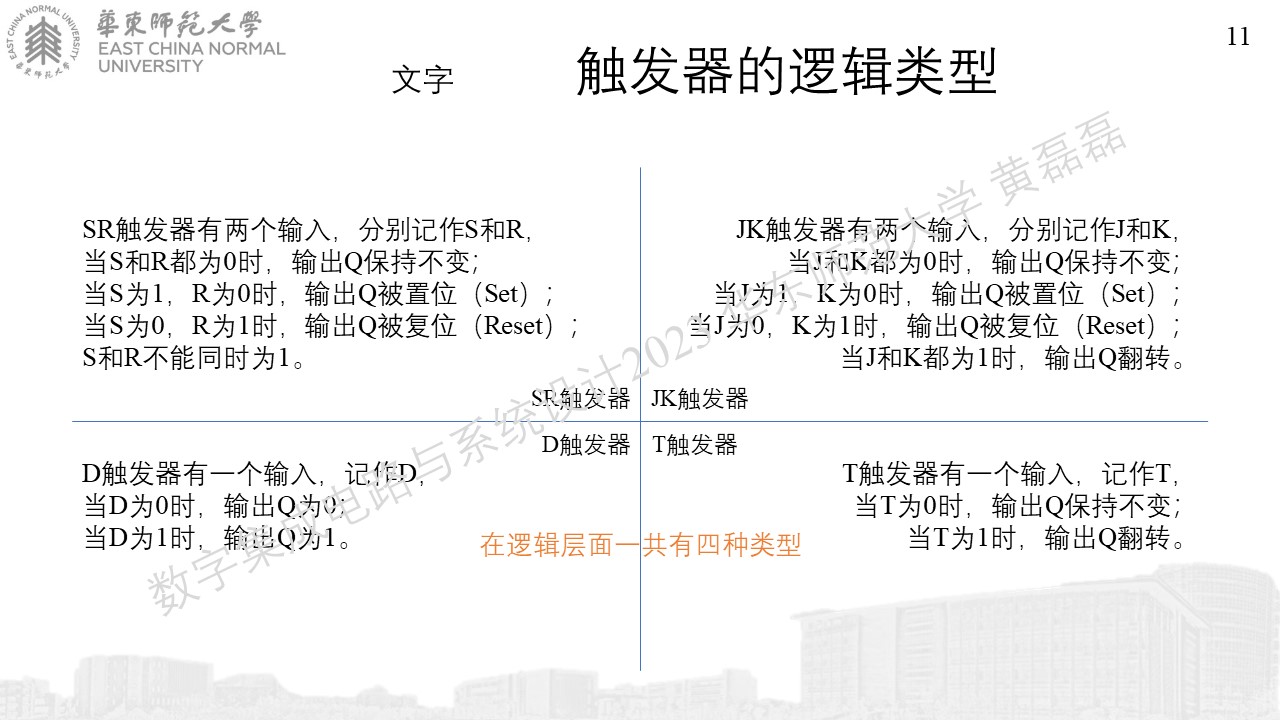 華東師範大學
EAST CHINA NORMAL
UNIVERSITY
11
文字
触发器的逻辑类型
SR触发器有两个输入，分别记作S和R，
当S和R都为0时，输出Q保持不变；
当S为1，R为0时，输出Q被置位（Set）；
当S为0，R为1时，输出Q被复位（Reset）；
S和R不能同时为1。
SR触发器
JK触发器有两个输入，分别记作J和K，
当J和K都为0时，输出Q保持不变；
当J为1，K为0时，输出Q被置位（Set）；
当J为0，K为1时，输出Q被复位（Reset）；
当J和K都为1时，输出Q翻转。
JK触发器
D触发器
D触发器有一个输入，记作D，
当D为0时，输出Q为0；
当D为1时，输出Q为1。
T触发器
T触发器有一个输入，记作T，
当T为0时，输出Q保持不变；
当T为1时，输出Q翻转。
在逻辑层面一共有四种类型
数字集成电路与系统设计2023 华东师范大学 黄磊磊
EAST CHINA NORMAL UNIVERSITY
華東师范大学